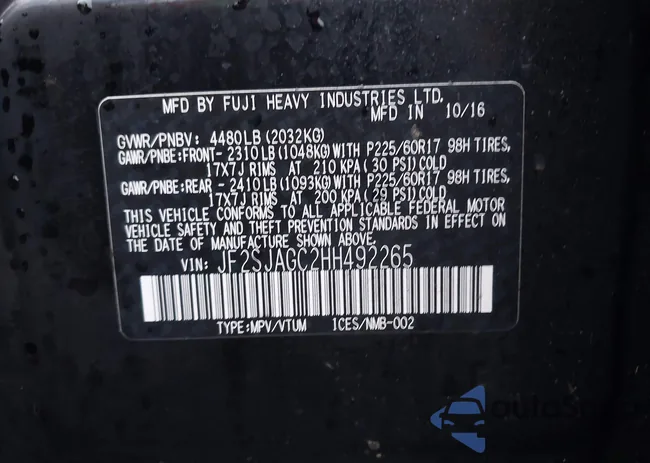 MFD BY FUJI HEAVY INDUSTRIES LTD.
MFD IN 10/16
GVWR/PNBV: 4480LB(2032KG)
GAWR/PNBE:FRONT- 2310LB(1048KG)WITH P225/60R17 98H TIRES,
17X7J RIMS AT 210 KPA(30 PSI)COLD
GAWR/PNBE:REAR - 2410LB(1093KG)WITH P225/60R17 98H TIRES,
17X7J RIMS AT 200 KPA(29 PSI)COLD
THIS VEHICLE CONFORMS TO ALL APPLICABLE FEDERAL MOTOR
VEHICLE SAFETY AND THEFT PREVENTION STANDARDS IN EFFECT ON
THE DATE OF MANUFACTURE SHOWN ABOVE.
VIN: JF2SJAGC2HH492265
TYPE:MPV/VTUM 1CES/NMB-002